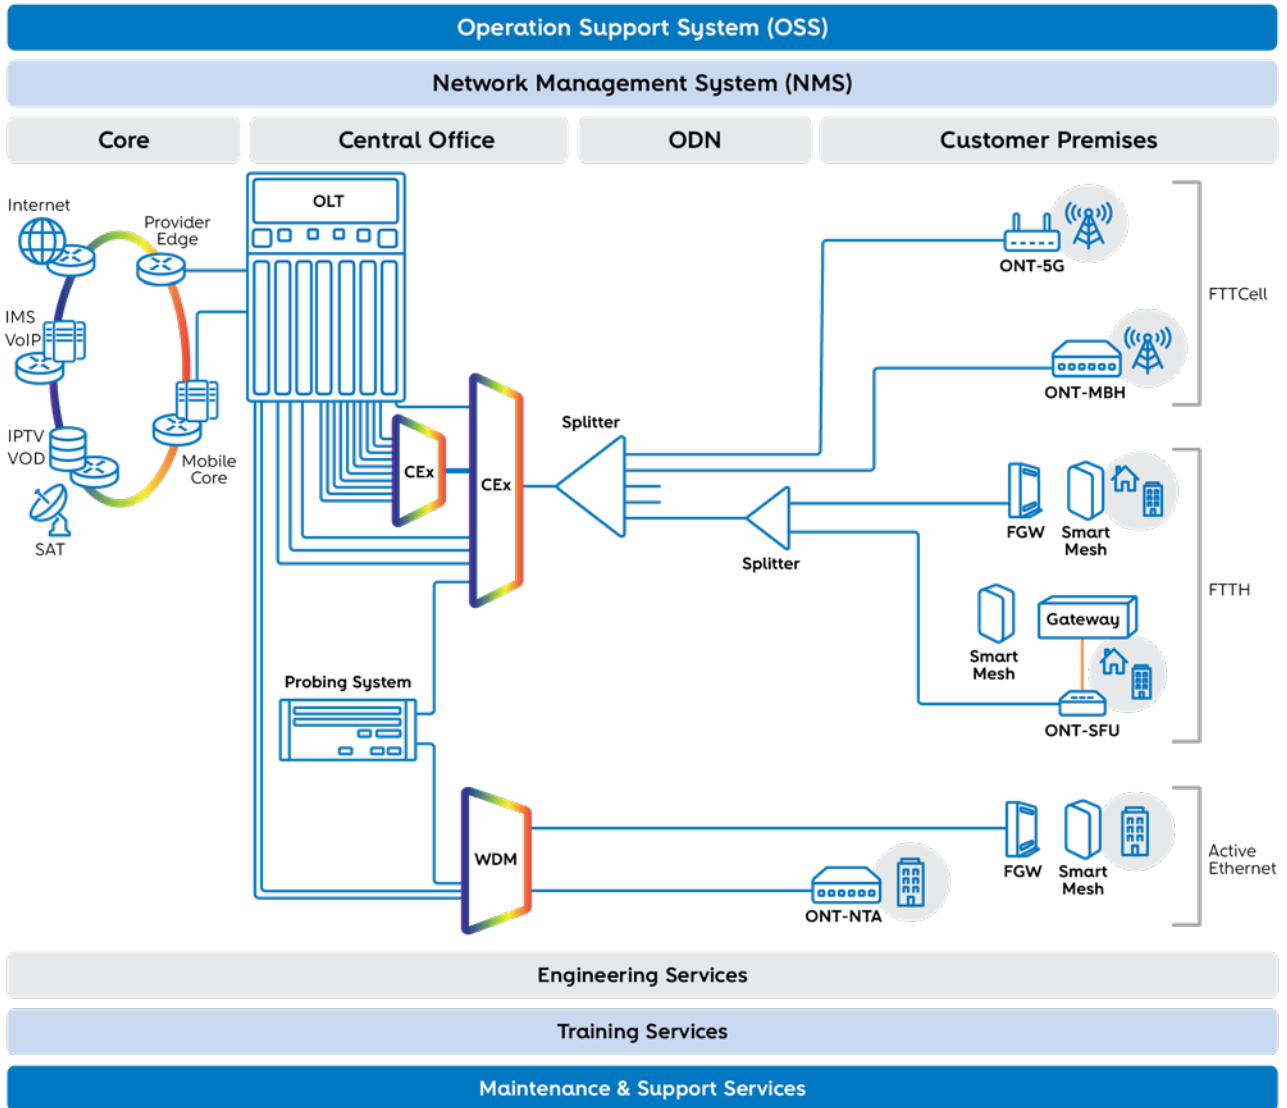 Operation Support System (OSS)
Network Management System (NMS)
Core
Central Office
ODN
Customer Premises
Internet
Provider
Edge
IMS
VoIP
IPTV
VOD
SAT
Mobile
Core
OLT
CEx
CEx
Splitter
Splitter
ONT-5G
ONT-MBH
FTTCell
FGW
Smart
Mesh
Smart
Mesh
Gateway
ONT-SFU
FTTH
Probing System
WDM
FGW
Smart
Mesh
ONT-NTA
Active
Ethernet
Engineering Services
Training Services
Maintenance & Support Services